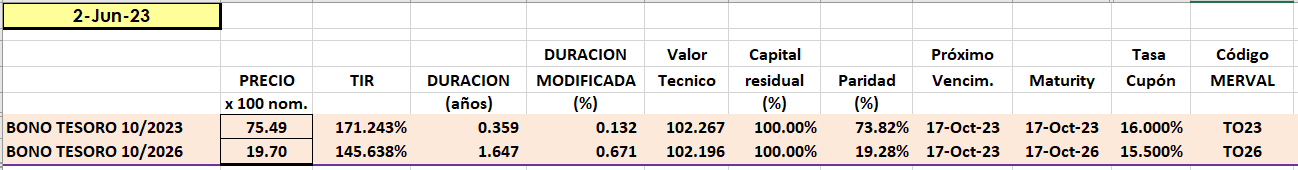 2-Jun-23
DURACION Valor Capital Próximo Tasa Código
PRECIO TIR DURACION MODIFICADA Tecnico residual Paridad Vencim. Maturity Cupón MERVAL
x 100 nom. (años) (%) (%) (%)
BONO TESORO 10/2023 75.49 171.243% 0.359 0.132 102.267 100.00% 73.82% 17-Oct-23 17-Oct-23 16.000% TO23
BONO TESORO 10/2026 19.70 145.638% 1.647 0.671 102.196 100.00% 19.28% 17-Oct-23 17-Oct-26 15.500% TO26